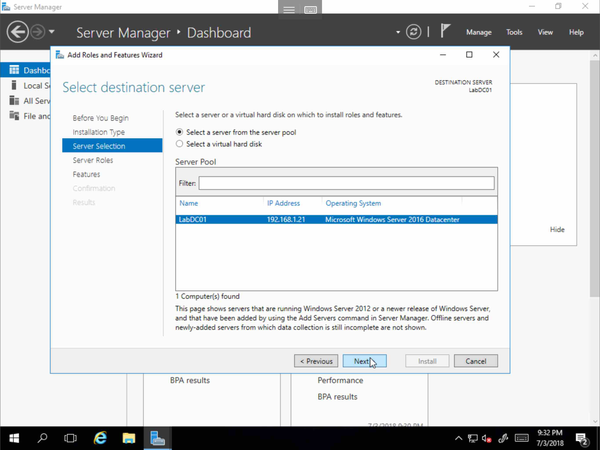 Server Manager
Server Manager ‣ Dashboard
Manage Tools View Help
Dashbo
Local Se
All Serve
File and
Add Roles and Features Wizard
Select destination server
DESTINATION SERVER
LabDC01
Before You Begin
Installation Type
Server Selection
Server Roles
Features
Confirmation
Results
Select a server or a virtual hard disk on which to install roles and features.
Select a server from the server pool
Select a virtual hard disk
Server Pool
Filter:
Name IP Address Operating System
LabDC01 192.168.1.21 Microsoft Windows Server 2016 Datacenter
1 Computer(s) found
This page shows servers that are running Windows Server 2012 or a newer release of Windows Server,
and that have been added by using the Add Servers command in Server Manager. Offline servers and
newly-added servers from which data collection is still incomplete are not shown.
< Previous Next Install Cancel
Hide
BPA results
Performance
BPA results
7/3/2018 9:30 PM
9:32 PM
7/3/2018
2